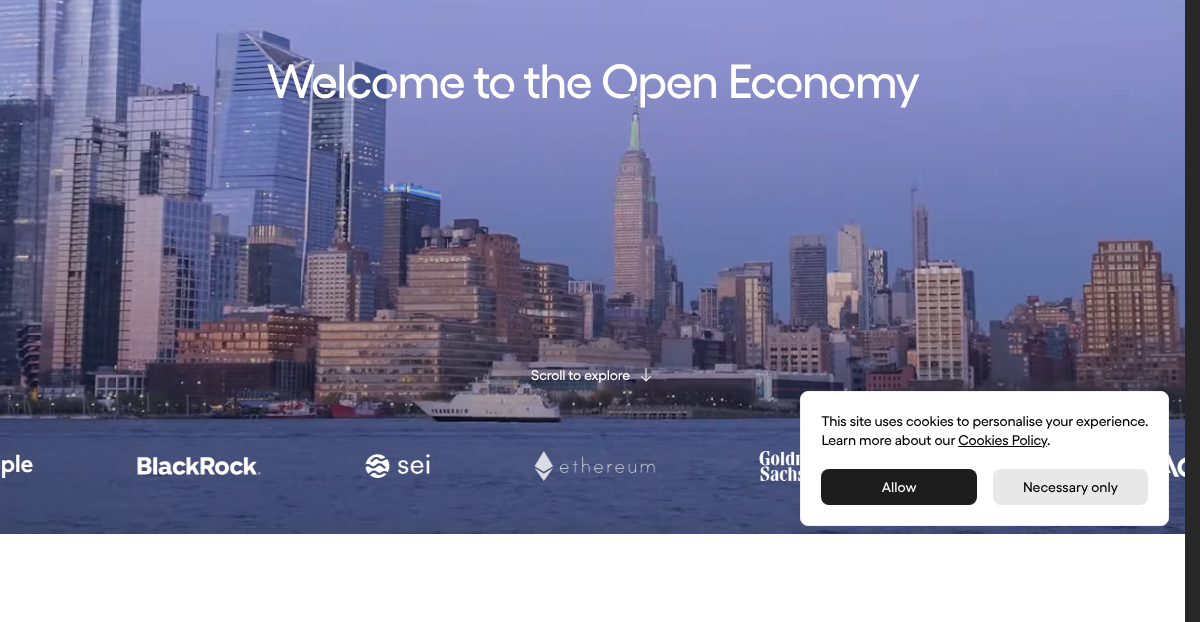 Welcome to the Open Economy
Scroll to explore ↓
This site uses cookies to personalise your experience.
Learn more about our Cookies Policy.
ple
BlackRock.
sei
ethereum
Allow
Necessary only